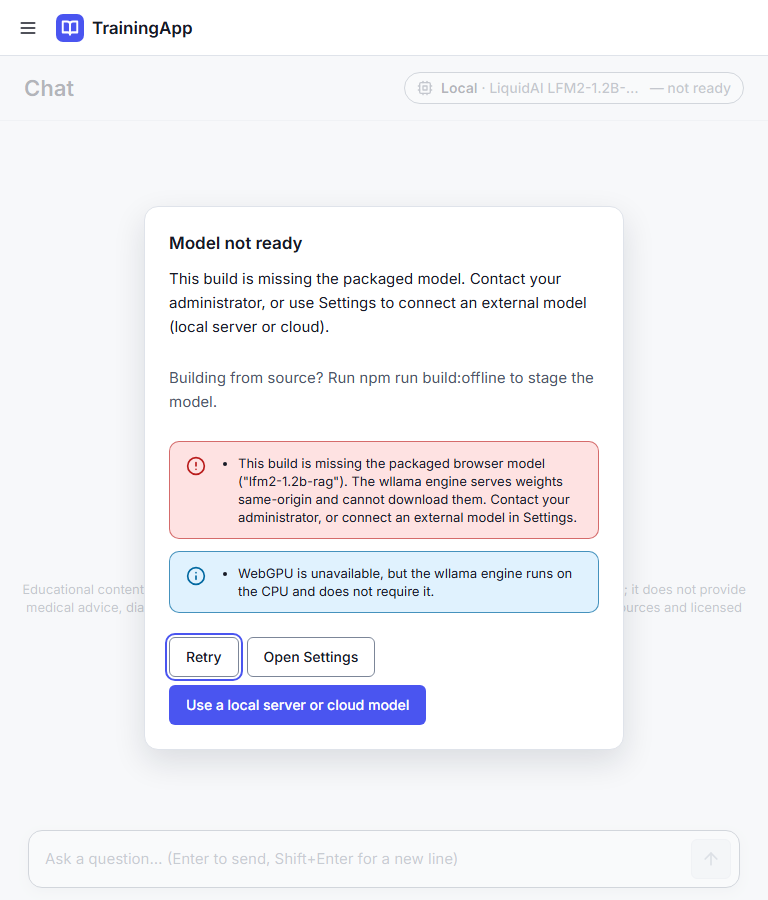 TrainingApp
Chat
Local · LiquidAI LFM2-1.2B-... — not ready
Model not ready
This build is missing the packaged model. Contact your
administrator, or use Settings to connect an external model
(local server or cloud).
Building from source? Run npm run build:offline to stage the
model.
• This build is missing the packaged browser model
("lfm2-1.2b-rag"). The wllama engine serves weights
same-origin and cannot download them. Contact your
administrator, or connect an external model in Settings.
• WebGPU is unavailable, but the wllama engine runs on
the CPU and does not require it.
Educational content ; it does not provide
medical advice, dia urces and licensed
Retry Open Settings
Use a local server or cloud model
Ask a question... (Enter to send, Shift+Enter for a new line)